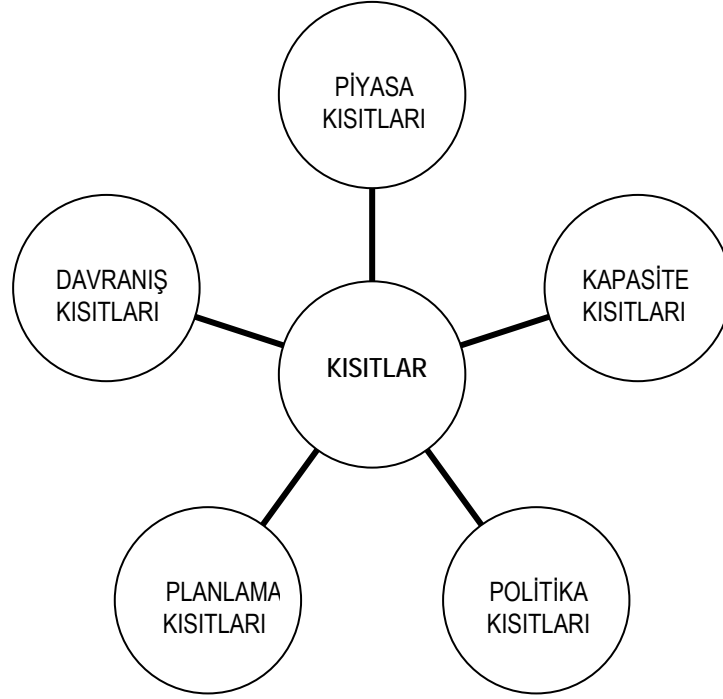 PİYASA
KISITLARI
DAVRANIŞ
KISITLARI
KAPASİTE
KISITLARI
KISITLAR
PLANLAMA
KISITLARI
POLİTİKA
KISITLARI